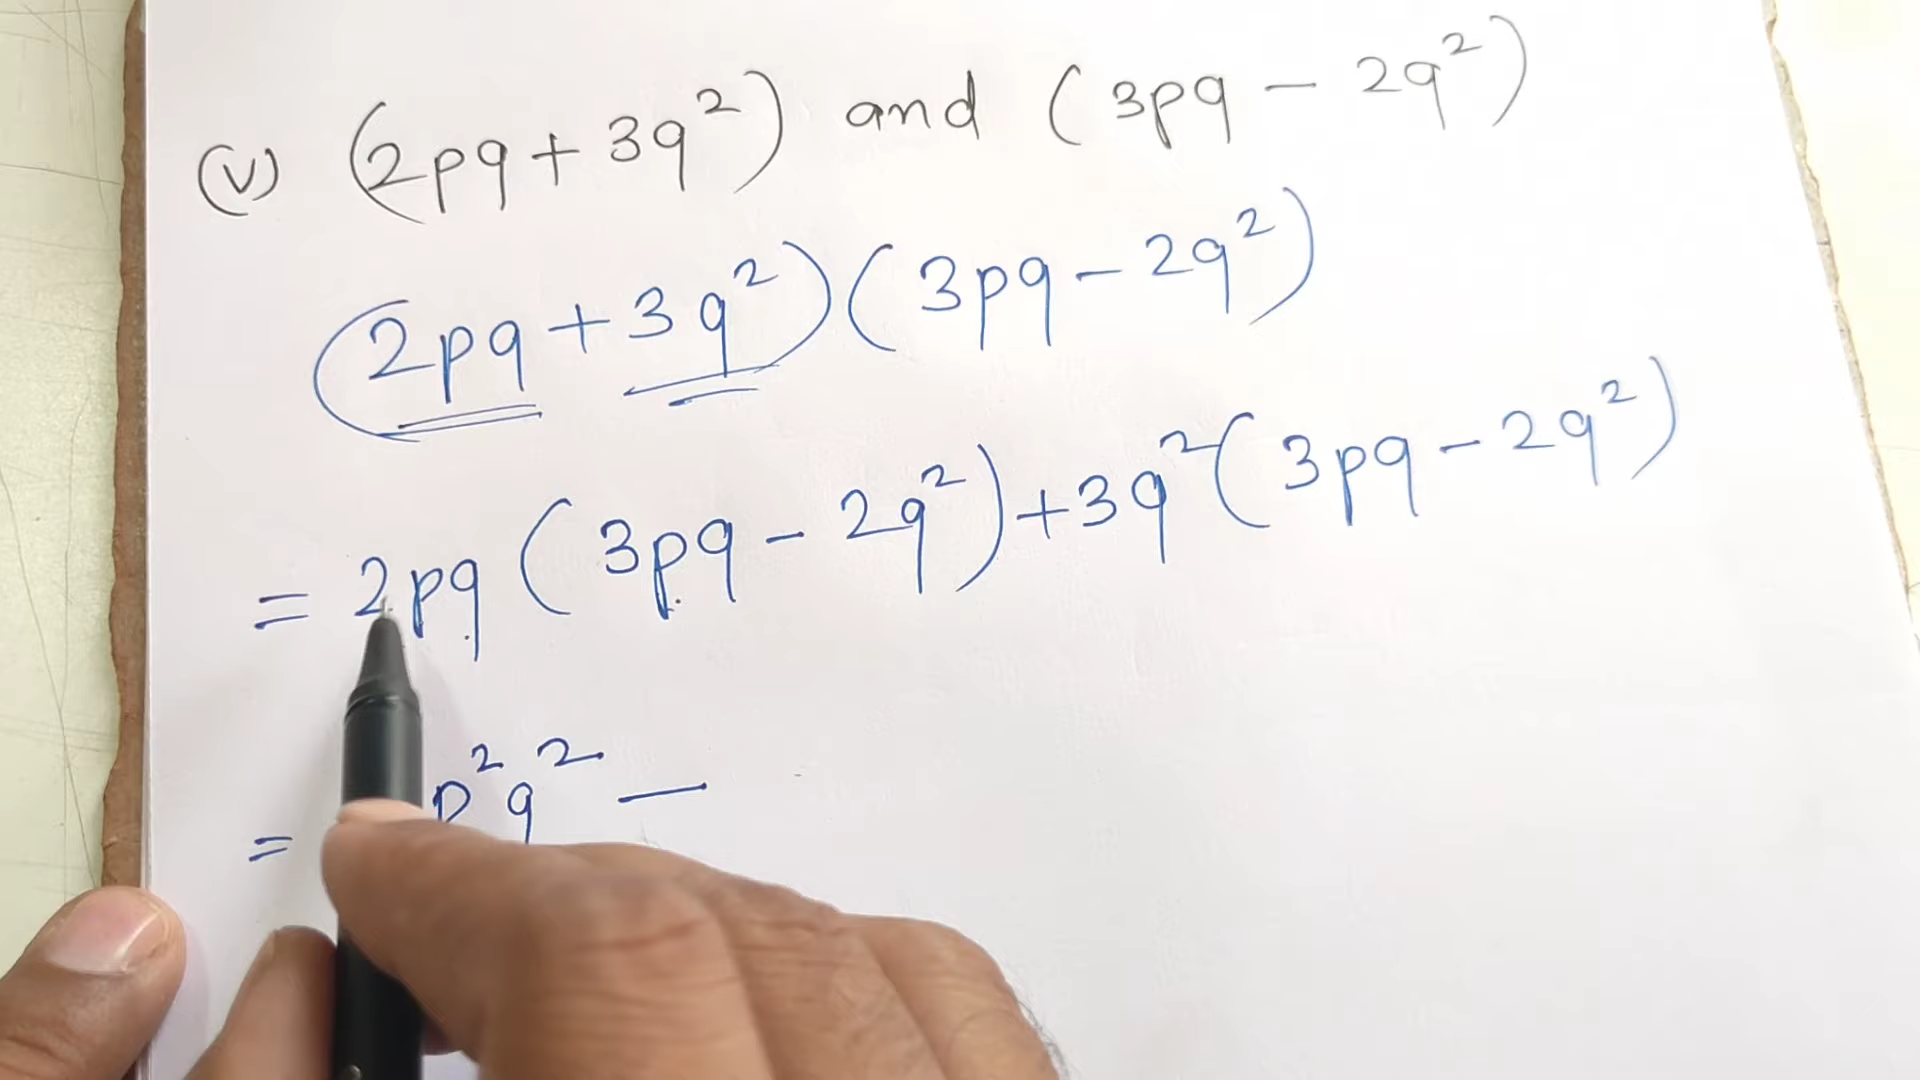 (v) (2pq + 3q²) and (3pq - 2q²)
(2pq + 3q²)(3pq - 2q²)
= 2pq (3pq - 2q²) + 3q² (3pq - 2q²)
= p²q² -